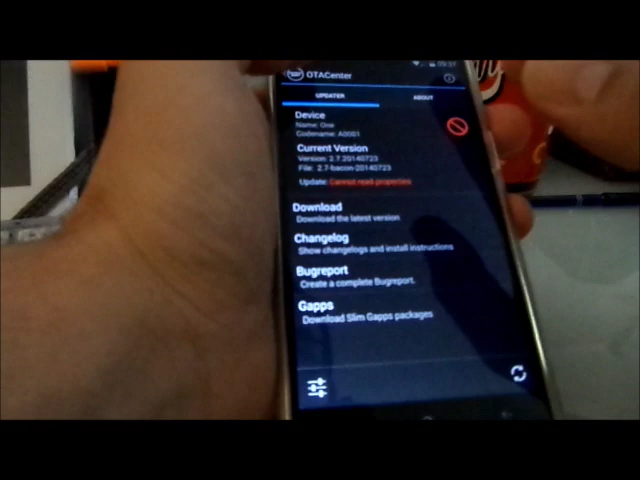 OTACenter
UPDATER
ABOUT
Device
Name: One
Codename: A0001
Current Version
Version: 2.7.20140723
File: 2.7-bacon-20140723
Update: Cannot read properties
Download
Download the latest version
Changelog
Show changelogs and install instructions
Bugreport
Create a complete Bugreport.
Gapps
Download Slim Gapps packages